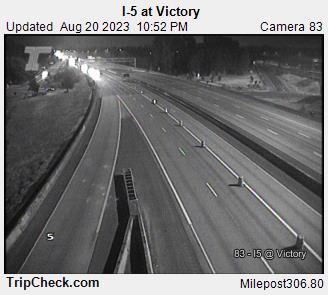 I-5 at Victory
Updated Aug 20 2023 10:52 PM Camera 83
T
S
83 - I5 @ Victory
TripCheck.com Milepost306.80